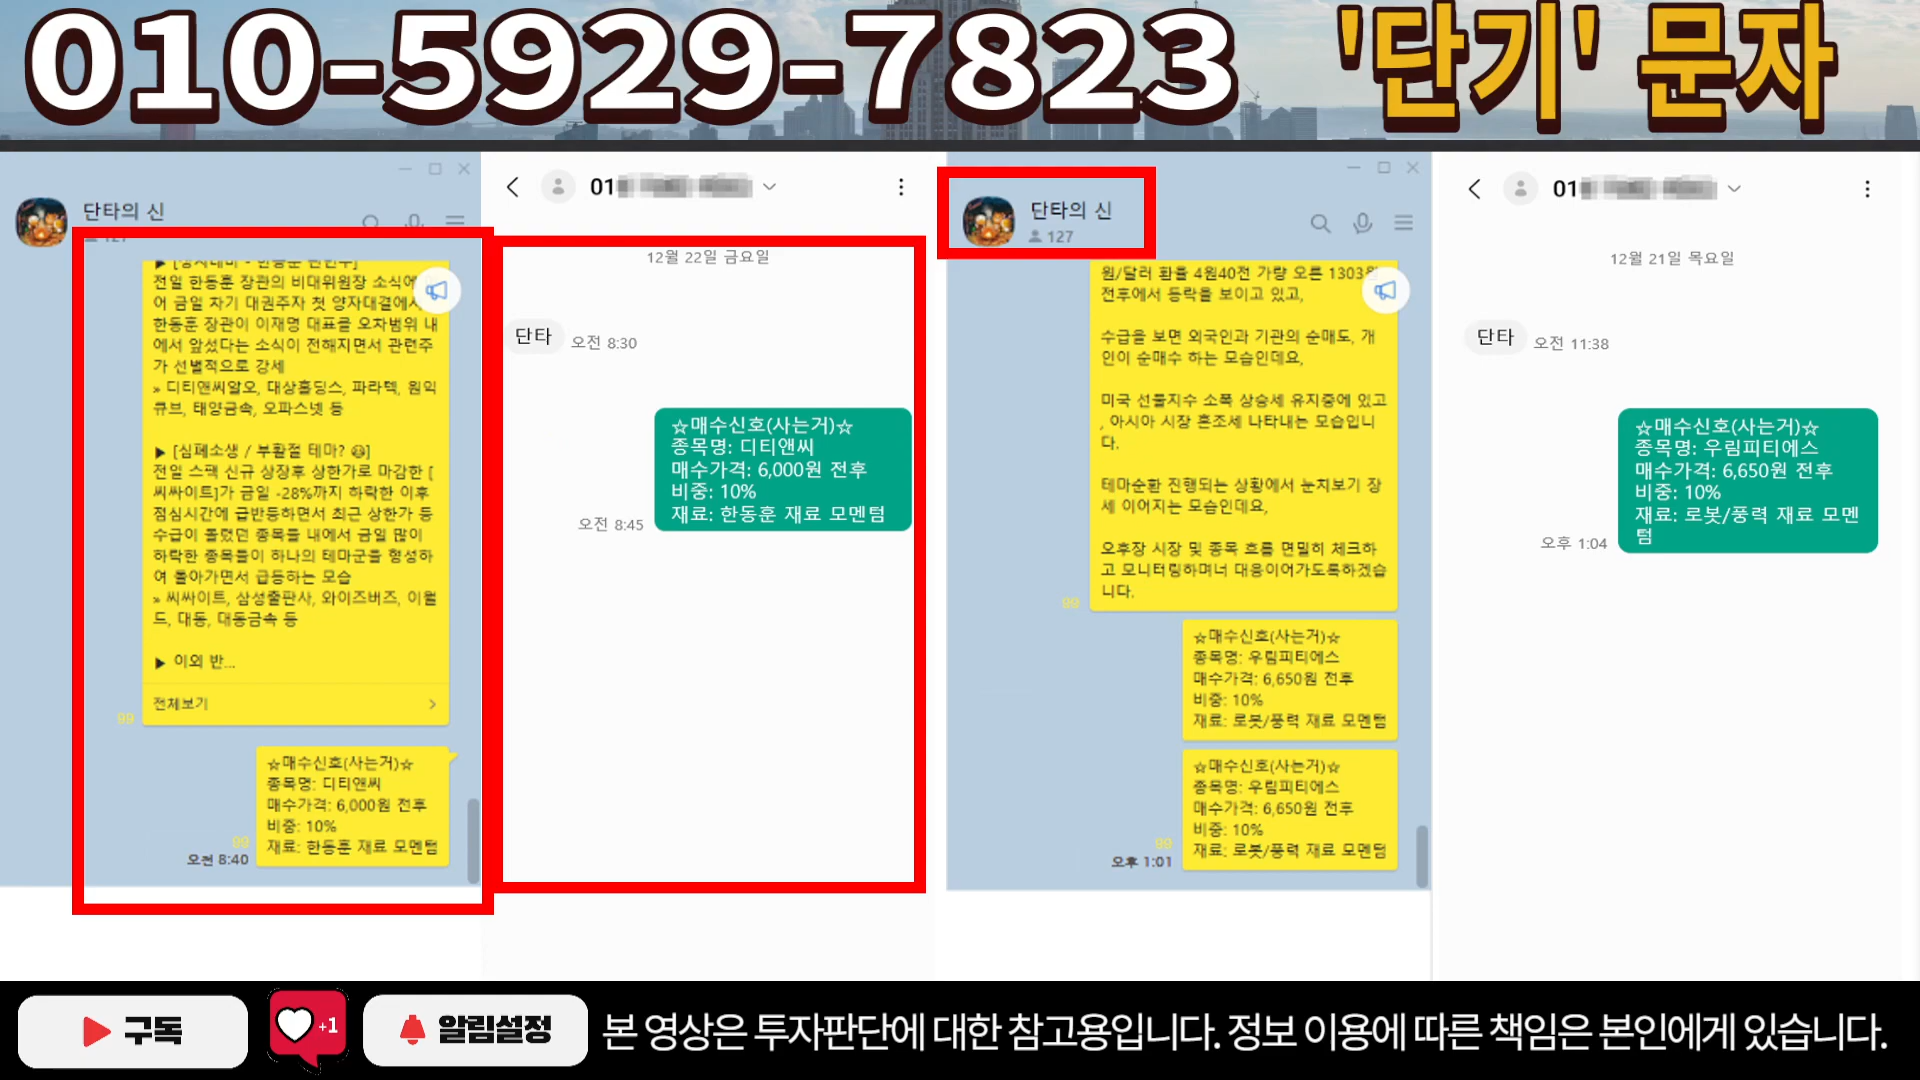 010-5929-7823 '단기' 문자
단타의 신
127
전일 한동훈 장관의 비대위원장 소식에
어 금일 차기 대권주자 첫 양자대결에서
한동훈 장관이 이재명 대표를 오차범위 내
에서 앞섰다는 소식이 전해지면서 관련주
가 선별적으로 강세
» 디티앤씨알오, 대상홀딩스, 파라텍, 원익
큐브, 태양금속, 오파스넷 등
▶ [심폐소생 / 부활절 테마? 😂]
전일 스팩 신규 상장후 상한가로 마감한 [
씨싸이트]가 금일 -28%까지 하락한 이후
점심시간에 급반등하면서 최근 상한가 등
수급이 몰렸던 종목들 내에서 금일 많이
하락한 종목들이 하나의 테마군을 형성하
여 돌아가면서 급등하는 모습
» 씨싸이트, 삼성출판사, 와이즈버즈, 이월
드, 대동, 대동금속 등
▶ 이외 반...
전체보기
99
☆매수신호(사는거)☆
종목명: 디티앤씨
매수가격: 6,000원 전후
비중: 10%
재료: 한동훈 재료 모멘텀
99
오전 8:40
01
12월 22일 금요일
단타 오전 8:30
☆매수신호(사는거)☆
종목명: 디티앤씨
매수가격: 6,000원 전후
비중: 10%
재료: 한동훈 재료 모멘텀
오전 8:45
단타의 신
127
원/달러 환율 4원40전 가량 오른 1303원
전후에서 등락을 보이고 있고,
수급을 보면 외국인과 기관의 순매도, 개
인이 순매수 하는 모습인데요,
미국 선물지수 소폭 상승세 유지중에 있고
, 아시아 시장 혼조세 나타내는 모습입니
다.
테마순환 진행되는 상황에서 눈치보기 장
세 이어지는 모습인데요,
오후장 시장 및 종목 흐름 면밀히 체크하
고 모니터링하며너 대응이어가도록하겠습
니다.
99
☆매수신호(사는거)☆
종목명: 우림피티에스
매수가격: 6,650원 전후
비중: 10%
재료: 로봇/풍력 재료 모멘텀
☆매수신호(사는거)☆
종목명: 우림피티에스
매수가격: 6,650원 전후
비중: 10%
재료: 로봇/풍력 재료 모멘텀
99
오후 1:01
01
12월 21일 목요일
단타 오전 11:38
☆매수신호(사는거)☆
종목명: 우림피티에스
매수가격: 6,650원 전후
비중: 10%
재료: 로봇/풍력 재료 모멘
텀
오후 1:04
구독 +1 알림설정 본 영상은 투자판단에 대한 참고용입니다. 정보 이용에 따른 책임은 본인에게 있습니다.